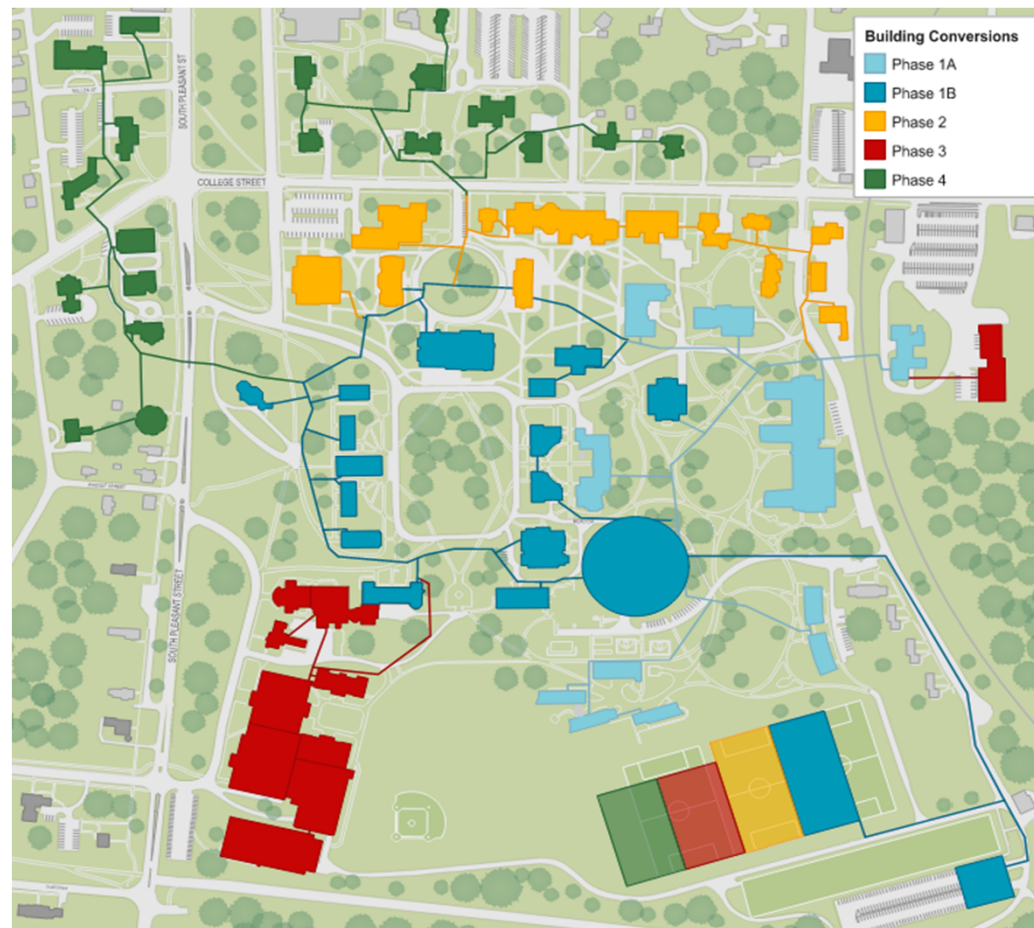 Building Conversions
Phase 1A
Phase 1B
Phase 2
Phase 3
Phase 4
SOUTH PLEASANT ST
COLLEGE STREET
SOUTH PLEASANT STREET